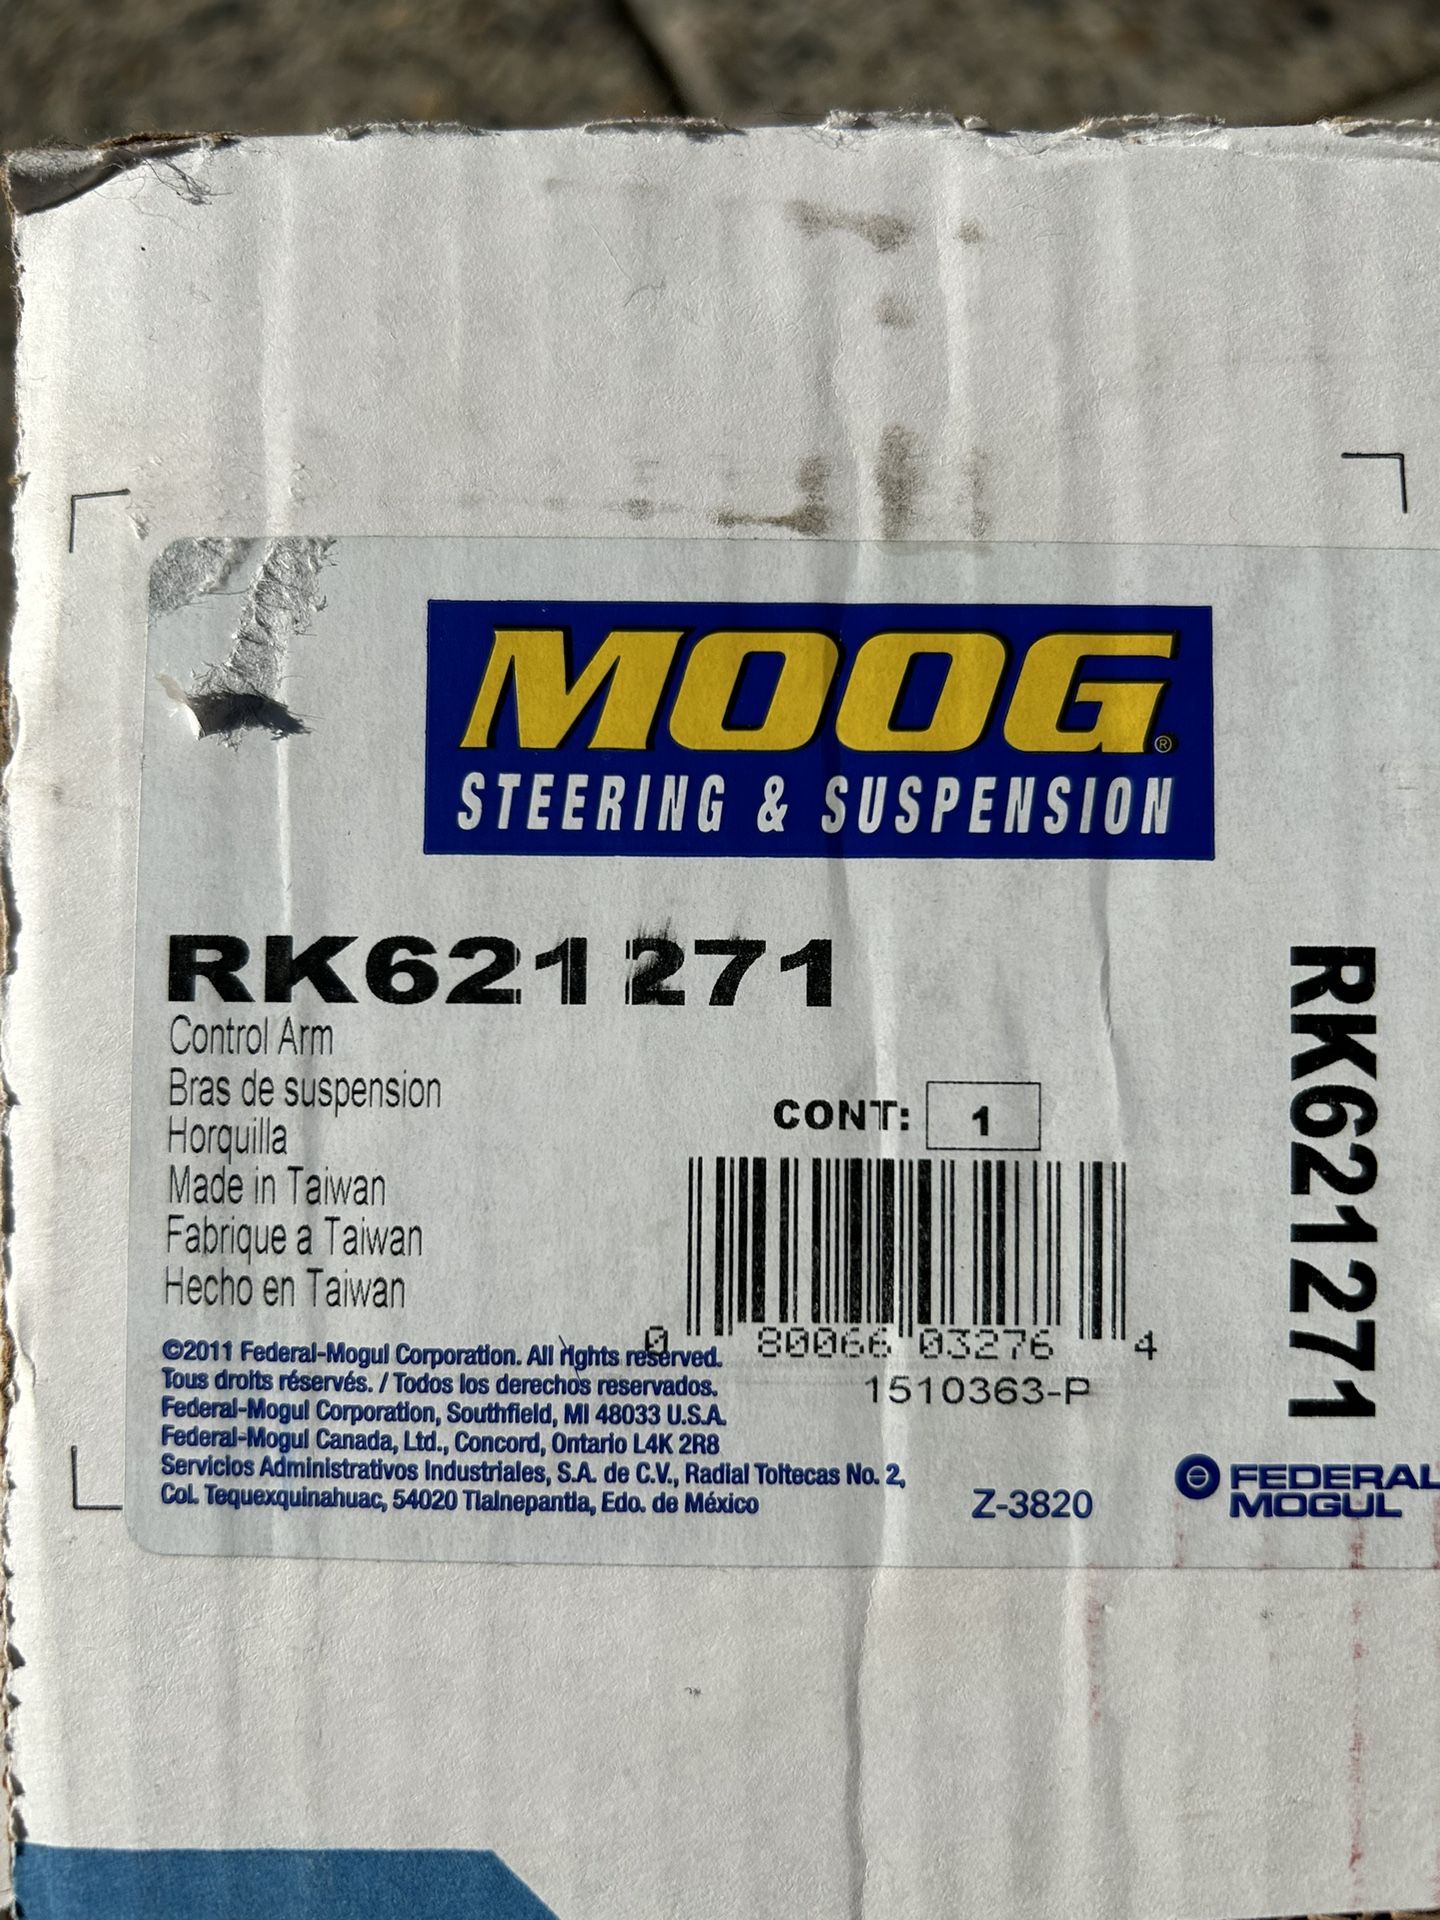 MOOG®
STEERING & SUSPENSION
RK621271
Control Arm
Bras de suspension
Horquilla
Made in Taiwan
Fabrique a Taiwan
Hecho en Taiwan
CONT: 1
0 80066 03276 4
1510363-P
©2011 Federal-Mogul Corporation. All rights reserved.
Tous droits réservés. / Todos los derechos reservados.
Federal-Mogul Corporation, Southfield, MI 48033 U.S.A.
Federal-Mogul Canada, Ltd., Concord, Ontario L4K 2R8
Servicios Administrativos Industriales, S.A. de C.V., Radial Toltecas No. 2,
Col. Tequexquinahuac, 54020 Tlalnepantla, Edo. de México
Z-3820
RK621271
FEDERAL
MOGUL